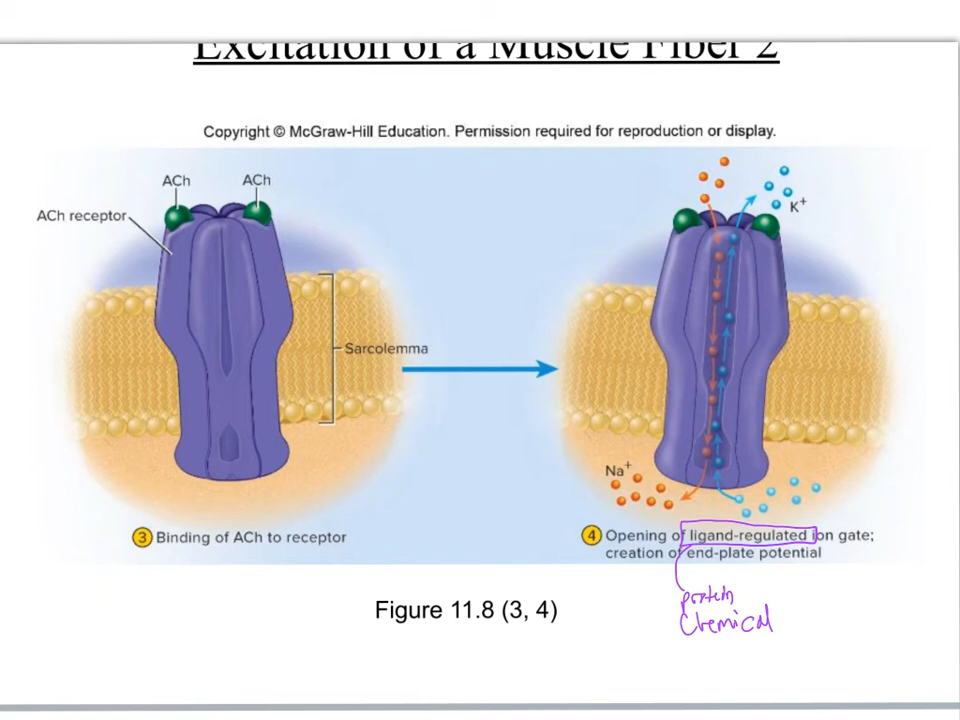 Excitation of a Muscle Fiber 2
Copyright © McGraw-Hill Education. Permission required for reproduction or display.
ACh
ACh
ACh receptor
K+
Sarcolemma
Na+
3 Binding of ACh to receptor
4 Opening of ligand-regulated ion gate;
creation of end-plate potential
protein
Chemical
Figure 11.8 (3, 4)